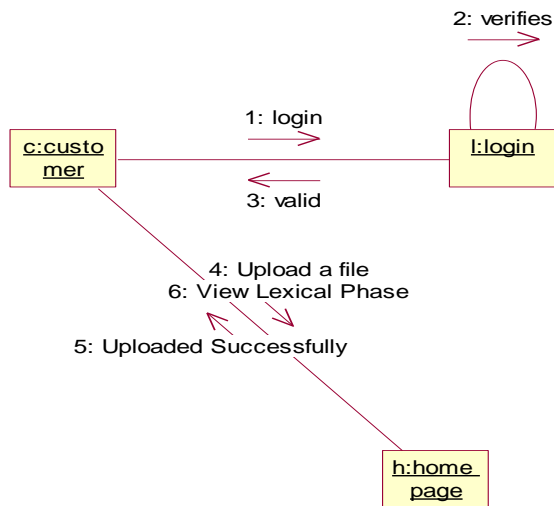 2: verifies
1: login
c:custo
mer
l:login
3: valid
4: Upload a file
6: View Lexical Phase
5: Uploaded Successfully
h:home
page